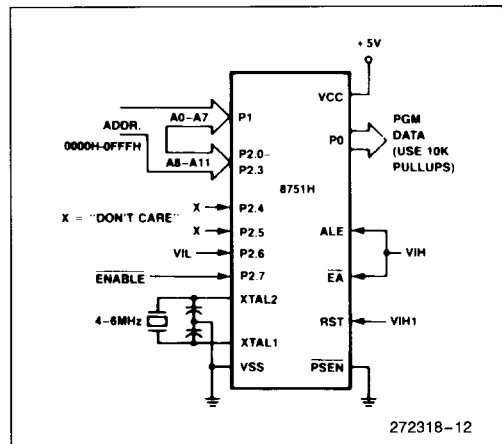 +5V
VCC
A0–A7
P1
ADDR.
0000H-0FFFH
A8–A11
P2.0–
P2.3
P0
PGM
DATA
(USE 10K
PULLUPS)
8751H
X
P2.4
X = "DON'T CARE"
X
P2.5
VIL
P2.6
ENABLE
P2.7
ALE
VIH
EA
XTAL2
4–6MHz
XTAL1
RST
VIH1
VSS
PSEN
272318–12